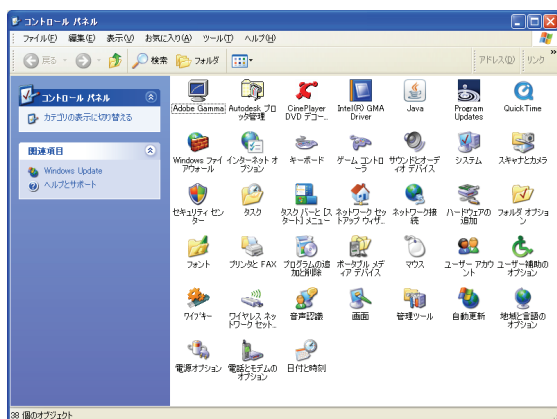 コントロール パネル
ファイル(F) 編集(E) 表示(V) お気に入り(A) ツール(T) ヘルプ(H)
戻る 検索 フォルダ アドレス(D) リンク
コントロール パネル
カテゴリの表示に切り替える
関連項目
Windows Update
ヘルプとサポート
Adobe Gamma
Autodesk プロ
ッタ管理
CinePlayer
DVD デコー...
Intel(R) GMA
Driver
Java
Program
Updates
QuickTime
Windows ファイ
アウォール
インターネット オ
プション
キーボード
ゲーム コントロ
ーラ
サウンドとオーデ
ィオ デバイス
システム
スキャナとカメラ
セキュリティ セン
ター
タスク
タスク バーと [ス
タート] メニュー
ネットワーク セッ
トアップ ウィザ...
ネットワーク接
続
ハードウェアの
追加
フォルダ オプショ
ン
フォント
プリンタと FAX
プログラムの追
加と削除
ポータブル メデ
ィア デバイス
マウス
ユーザー アカウ
ント
ユーザー補助の
オプション
ワイプキー
ワイヤレス ネッ
トワーク セット...
音声認識
画面
管理ツール
自動更新
地域と言語の
オプション
電源オプション
電話とモデムの
オプション
日付と時刻
38 個のオブジェクト